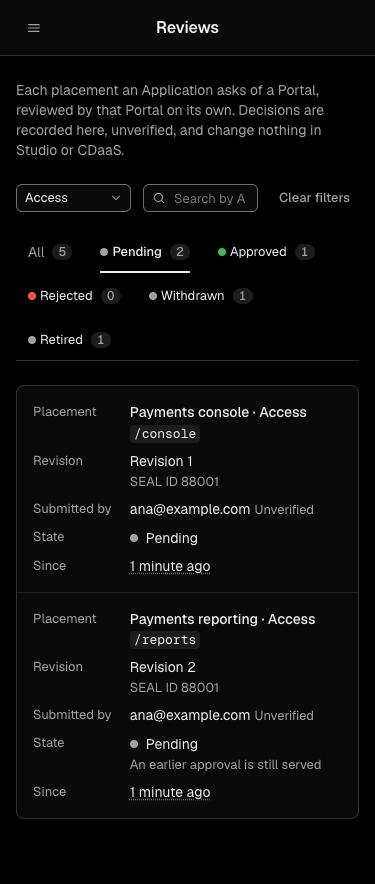 Reviews
Each placement an Application asks of a Portal,
reviewed by that Portal on its own. Decisions are
recorded here, unverified, and change nothing in
Studio or CDaaS.
Access
Search by A
Clear filters
All 5
Pending 2
Approved 1
Rejected 0
Withdrawn 1
Retired 1
Placement Payments console · Access
/console
Revision Revision 1
SEAL ID 88001
Submitted by ana@example.com Unverified
State Pending
Since 1 minute ago
Placement Payments reporting · Access
/reports
Revision Revision 2
SEAL ID 88001
Submitted by ana@example.com Unverified
State Pending
An earlier approval is still served
Since 1 minute ago